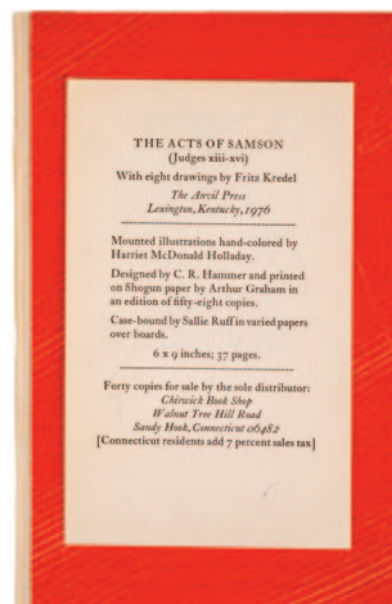 THE ACTS OF SAMSON
(Judges xiii-xvi)
With eight drawings by Fritz Kredel
The Anvil Press
Lexington, Kentucky, 1976
Mounted illustrations hand-colored by
Harriet McDonald Holladay.
Designed by C. R. Hammer and printed
on Shogun paper by Arthur Graham in
an edition of fifty-eight copies.
Case-bound by Sallie Ruff in varied papers
over boards.
6 x 9 inches; 37 pages.
Forty copies for sale by the sole distributor:
Chiswick Book Shop
Walnut Tree Hill Road
Sandy Hook, Connecticut 06482
[Connecticut residents add 7 percent sales tax]